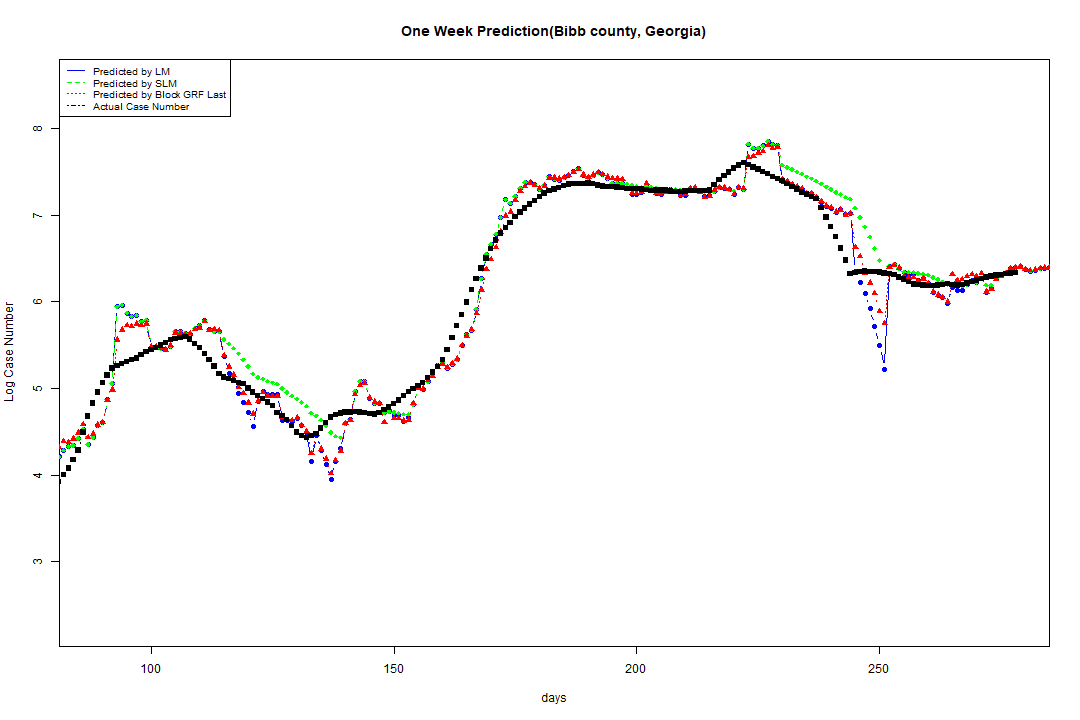 One Week Prediction(Bibb county, Georgia)
Predicted by LM
Predicted by SLM
Predicted by Block GRF Last
Actual Case Number
8
7
6
5
4
3
Log Case Number
100 150 200 250
days